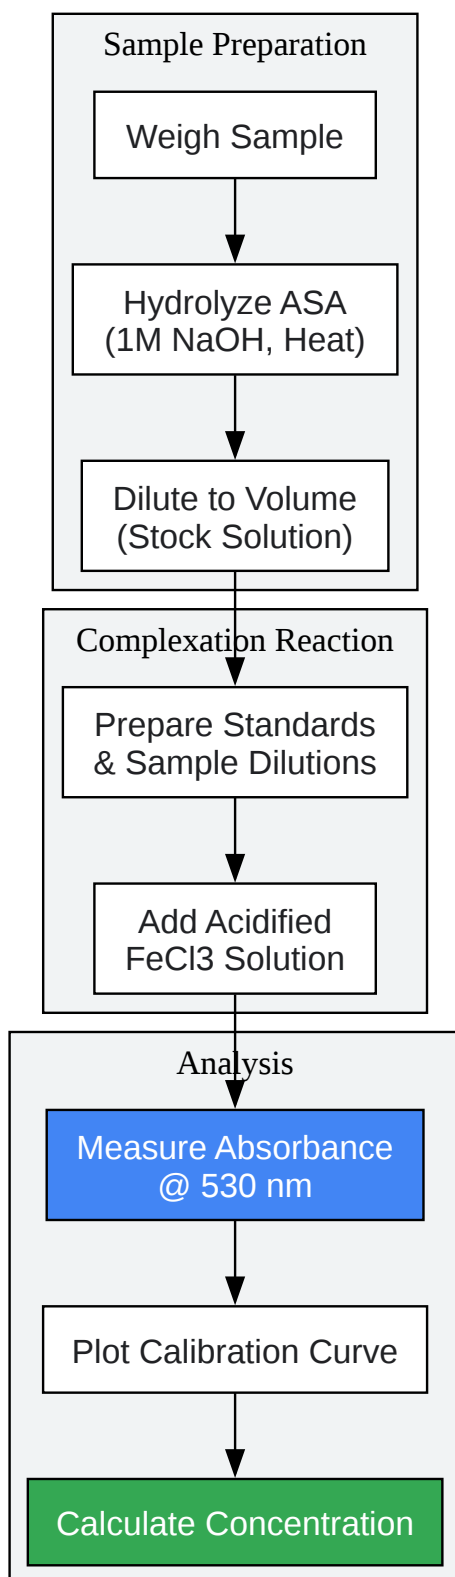 Sample Preparation
Weigh Sample
Hydrolyze ASA
(1M NaOH, Heat)
Dilute to Volume
(Stock Solution)
Complexation Reaction
Prepare Standards
& Sample Dilutions
Add Acidified
FeCl3 Solution
Analysis
Measure Absorbance
@ 530 nm
Plot Calibration Curve
Calculate Concentration